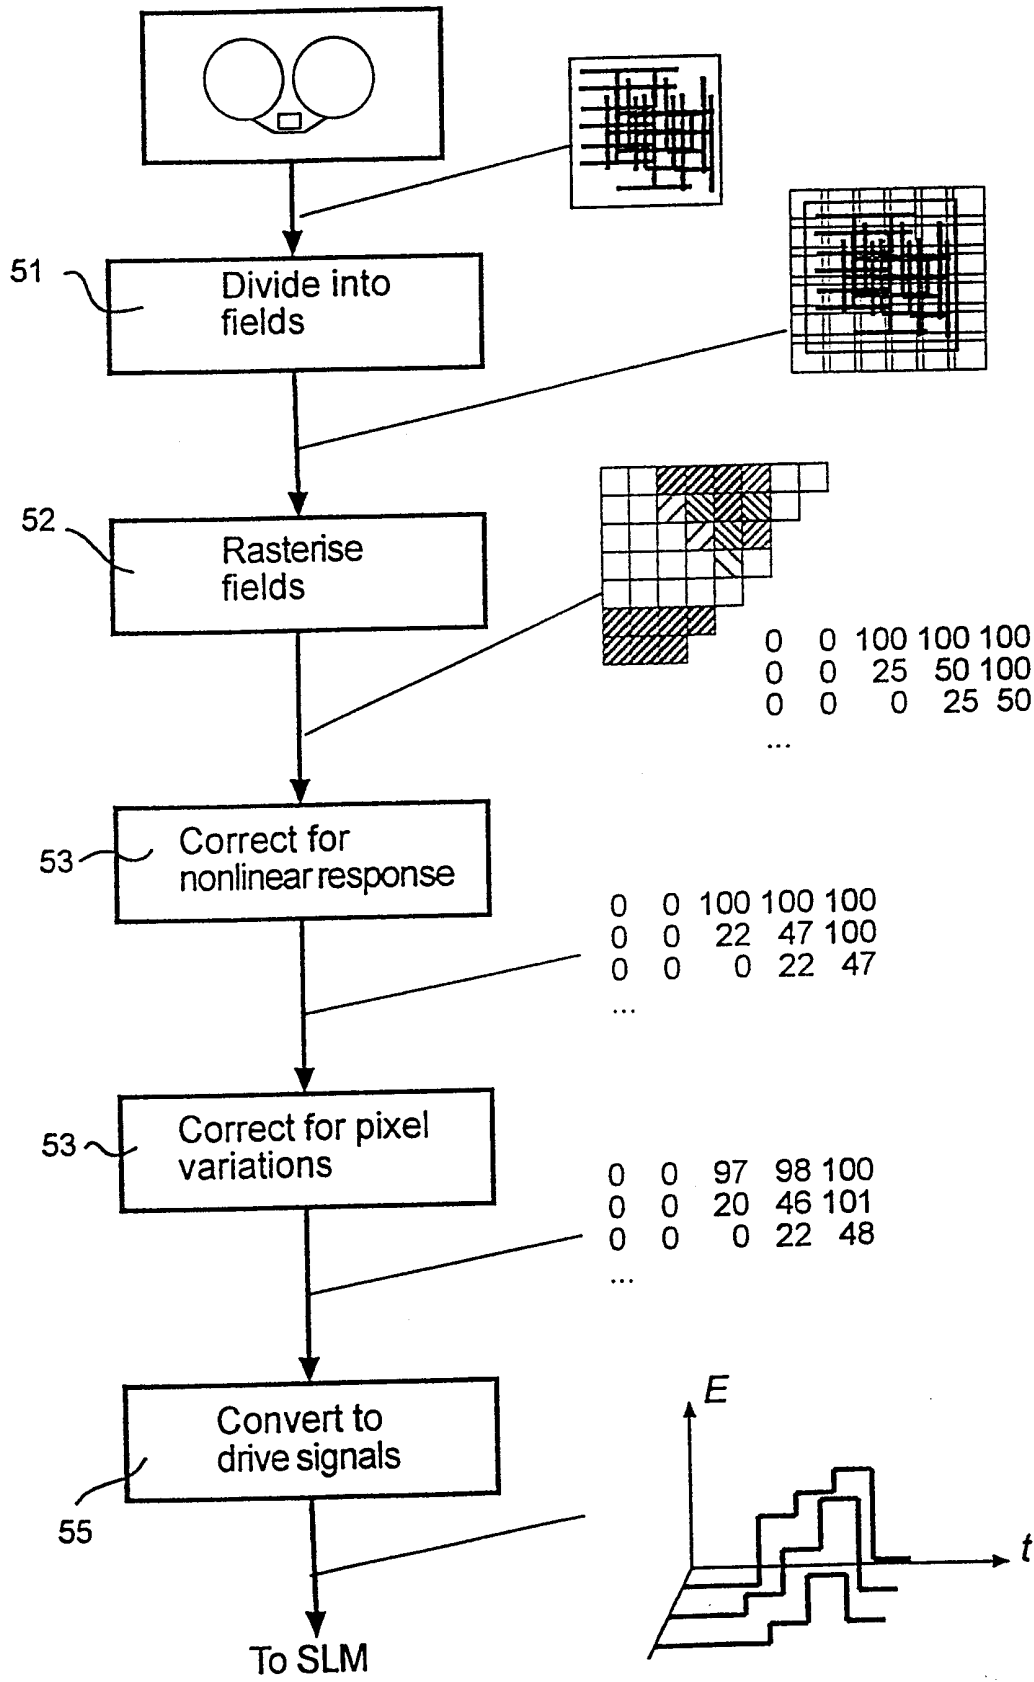 51
Divide into
fields
52
Rasterise
fields
0 0 100 100 100
0 0 25 50 100
0 0 0 25 50
...
53
Correct for
nonlinear response
0 0 100 100 100
0 0 22 47 100
0 0 0 22 47
...
53
Correct for pixel
variations
0 0 97 98 100
0 0 20 46 101
0 0 0 22 48
...
55
Convert to
drive signals
E
t
To SLM